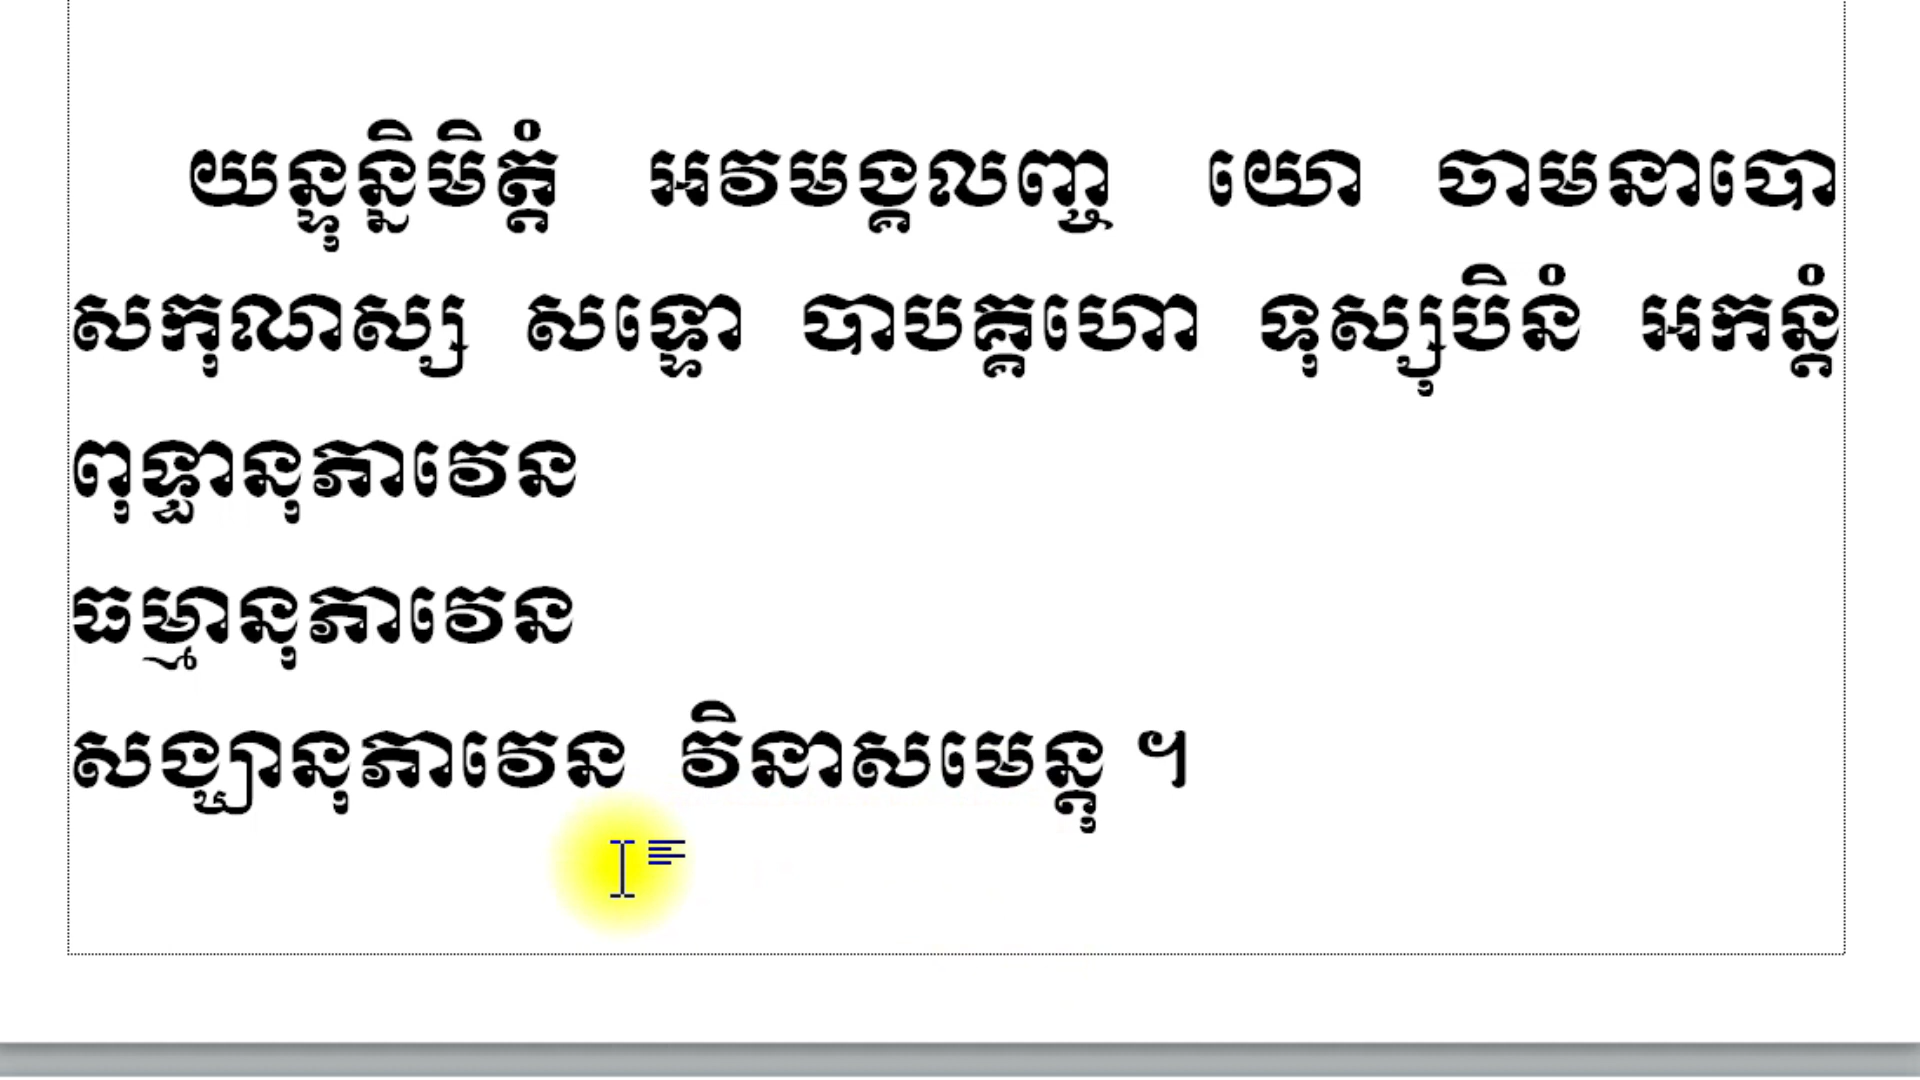 យន្ទុន្និមិត្តំ អវមង្គលញ្ច យោ ចាមនាបោ
សកុណស្ស សទ្ទោ បាបគ្គហោ ទុស្សុបិនំ អកន្តំ
ពុទ្ធានុភាវេន
ធម្មានុភាវេន
សង្ឃានុភាវេន វិនាសមេន្តុ ។